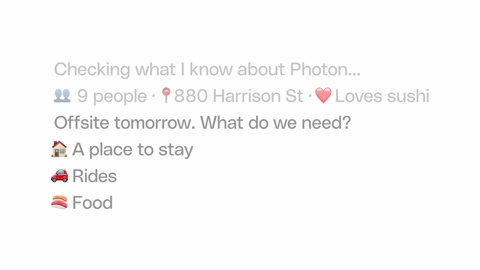 Checking what I know about Photon...
👥 9 people · 📍880 Harrison St · ❤️ Loves sushi
Offsite tomorrow. What do we need?
🏠 A place to stay
🚗 Rides
🍣 Food